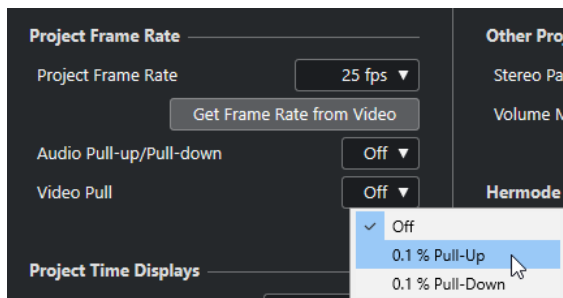 Project Frame Rate
Project Frame Rate 25 fps
Get Frame Rate from Video
Audio Pull-up/Pull-down Off
Video Pull Off
Off
0.1 % Pull-Up
0.1 % Pull-Down
Project Time Displays
Other Pro
Stereo Pa
Volume M
Hermode